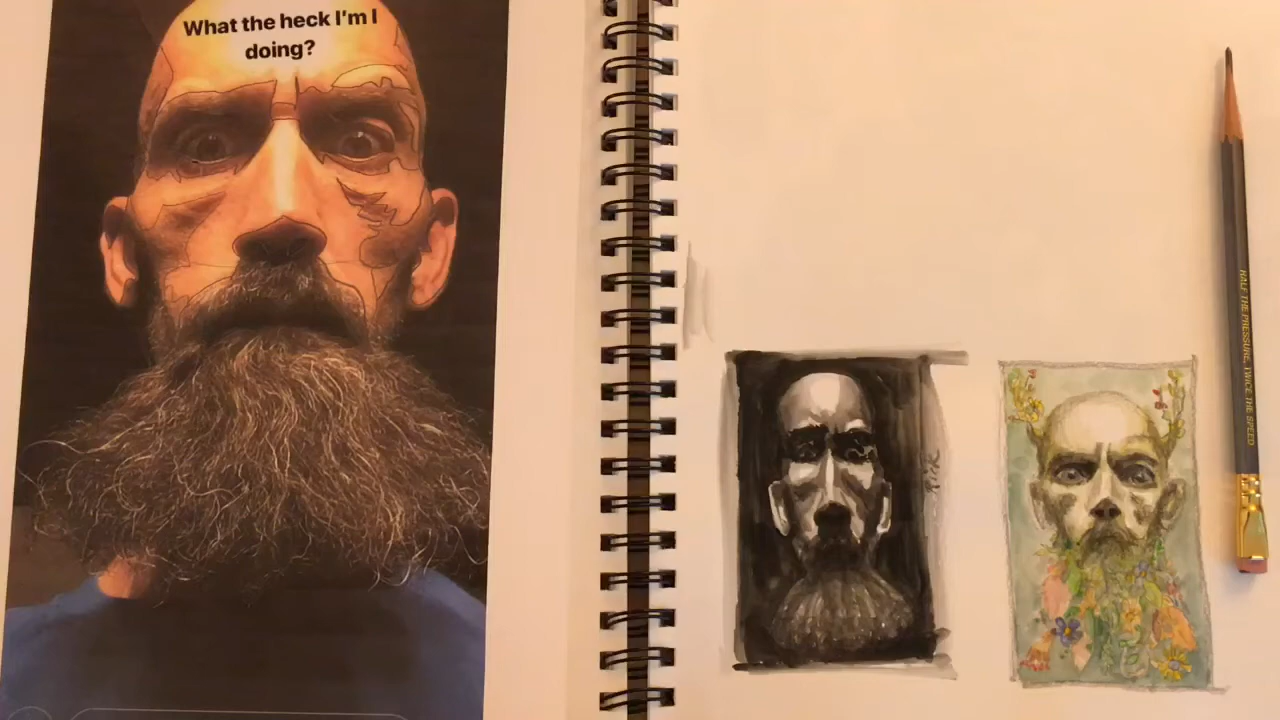 What the heck I'm I
doing?
HALF THE PRESSURE, TWICE THE SPEED